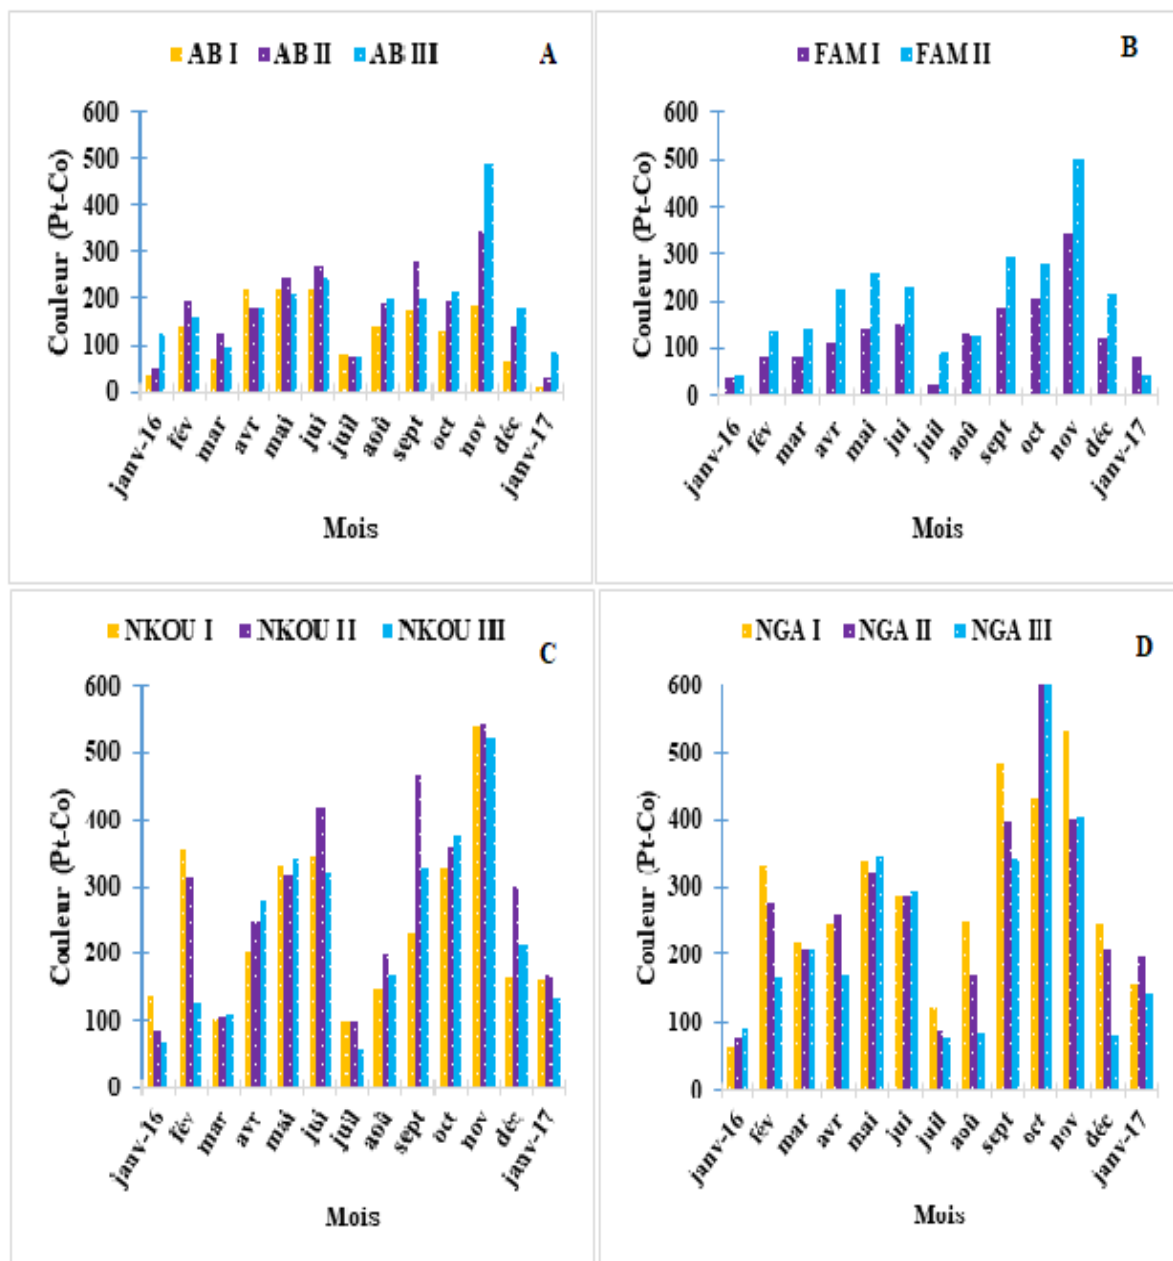 AB I AB II AB III A
Couleur (Pt-Co)
600
500
400
300
200
100
0
janv-16 fév mar avr mai jui juil aoû sept oct nov déc janv-17
Mois
FAM I FAM II B
Couleur (Pt-Co)
600
500
400
300
200
100
0
janv-16 fév mar avr mai jui juil aoû sept oct nov déc janv-17
Mois
NKOU I NKOU II NKOU III C
Couleur (Pt-Co)
600
500
400
300
200
100
0
janv-16 fév mar avr mai jui juil aoû sept oct nov déc janv-17
Mois
NGA I NGA II NGA III D
Couleur (Pt-Co)
600
500
400
300
200
100
0
janv-16 fév mar avr mai jui juil aoû sept oct nov déc janv-17
Mois